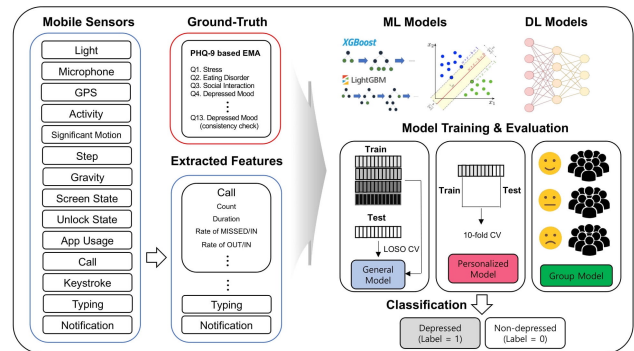 Mobile Sensors
Light
Microphone
GPS
Activity
Significant Motion
Step
Gravity
Screen State
Unlock State
App Usage
Call
Keystroke
Typing
Notification
Ground-Truth
PHQ-9 based EMA
Q1. Stress
Q2. Eating Disorder
Q3. Social Interaction
Q4. Depressed Mood
Q13. Depressed Mood
(consistency check)
Extracted Features
Call
Count
Duration
Rate of MISSED/IN
Rate of OUT/IN
Typing
Notification
ML Models
XGBoost
LightGBM
DL Models
Model Training & Evaluation
Train
Test
LOSO CV
General
Model
Train
Test
10-fold CV
Personalized
Model
Group Model
Classification
Depressed
(Label = 1)
Non-depressed
(Label = 0)